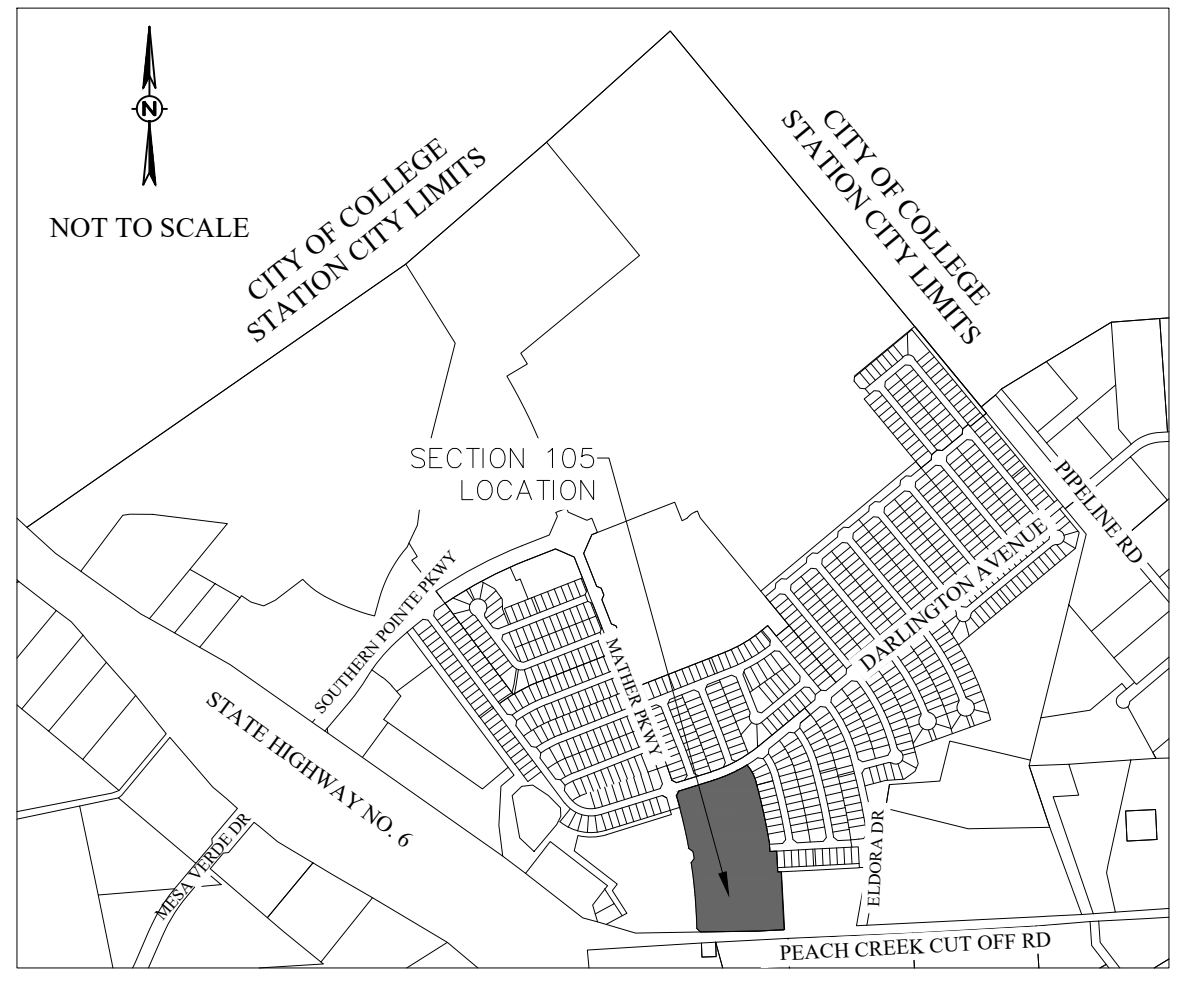 N
NOT TO SCALE
CITY OF COLLEGE
STATION CITY LIMITS
CITY OF COLLEGE
STATION CITY LIMITS
SECTION 105
LOCATION
PIPELINE RD
DARLINGTON AVENUE
SOUTHERN POINTE PKWY
MATHER PKWY
STATE HIGHWAY NO. 6
MESA VERDE DR
ELDORA DR
PEACH CREEK CUT OFF RD